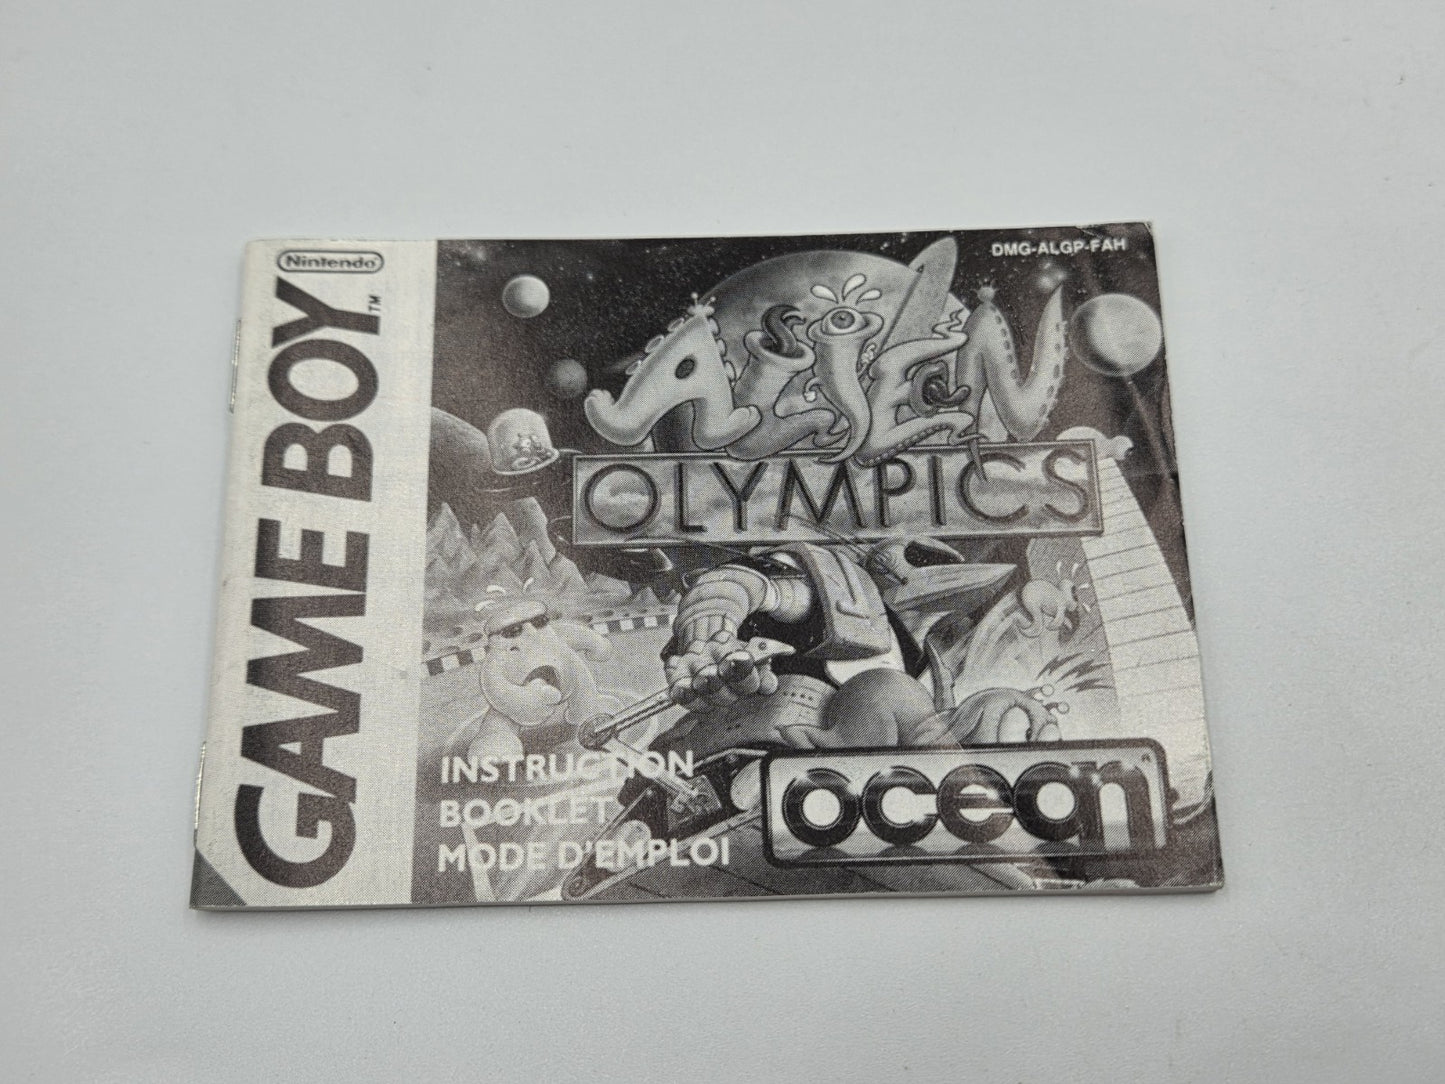 Nintendo
GAME BOY™
DMG-ALGP-FAH
ALIEN
OLYMPICS
INSTRUCTION
BOOKLET
MODE D'EMPLOI
ocean®